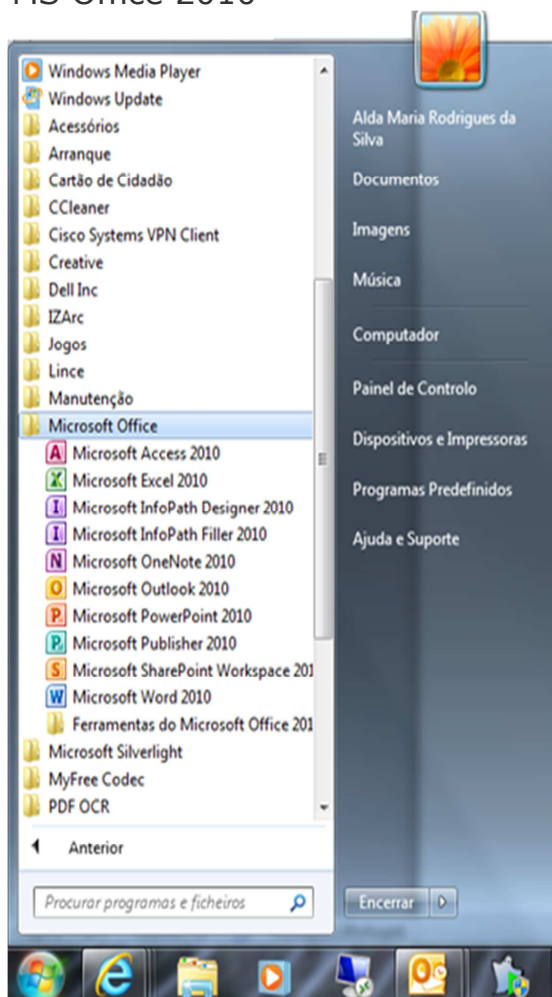 MS Office 2010
Windows Media Player
Windows Update
Acessórios
Arranque
Cartão de Cidadão
CCleaner
Cisco Systems VPN Client
Creative
Dell Inc
IZArc
Jogos
Lince
Manutenção
Microsoft Office
Microsoft Access 2010
Microsoft Excel 2010
Microsoft InfoPath Designer 2010
Microsoft InfoPath Filler 2010
Microsoft OneNote 2010
Microsoft Outlook 2010
Microsoft PowerPoint 2010
Microsoft Publisher 2010
Microsoft SharePoint Workspace 201
Microsoft Word 2010
Ferramentas do Microsoft Office 201
Microsoft Silverlight
MyFree Codec
PDF OCR
Anterior
Procurar programas e ficheiros
Alda Maria Rodrigues da
Silva
Documentos
Imagens
Música
Computador
Painel de Controlo
Dispositivos e Impressoras
Programas Predefinidos
Ajuda e Suporte
Encerrar